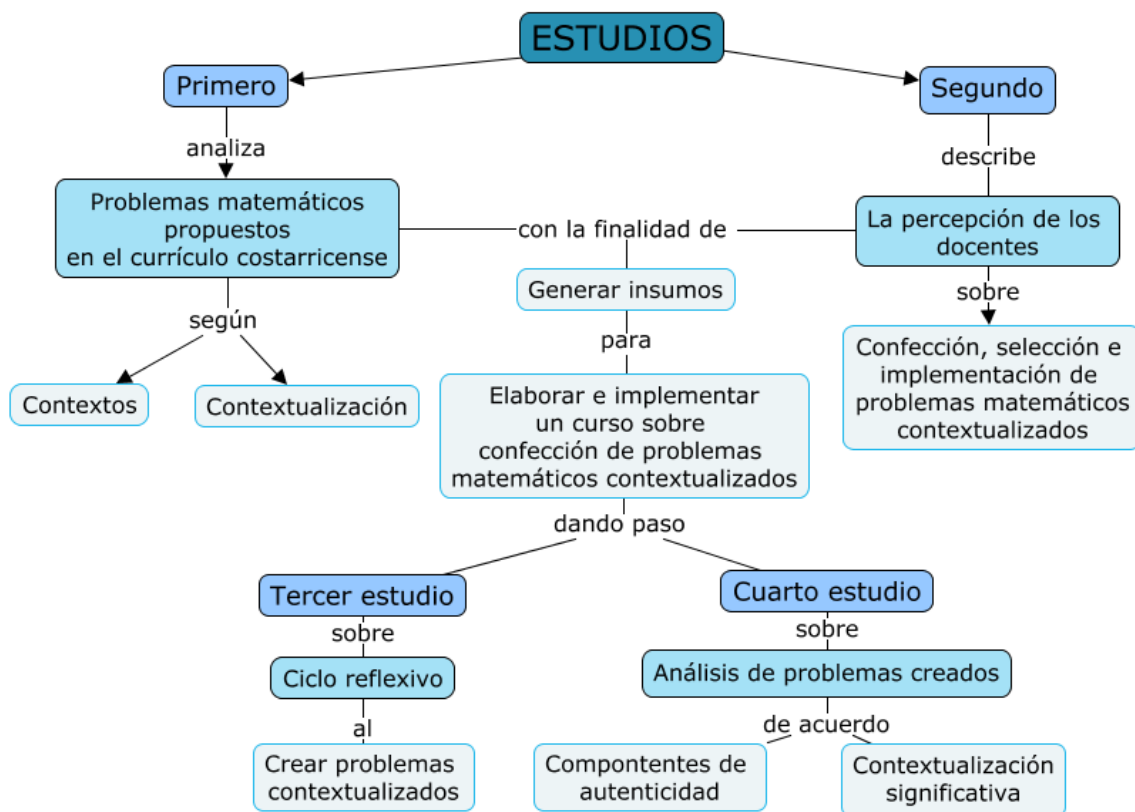 ESTUDIOS
Primero
Segundo
analiza
describe
Problemas matemáticos
propuestos
en el currículo costarricense
con la finalidad de
La percepción de los
docentes
Generar insumos
sobre
según
para
Confección, selección e
implementación de
problemas matemáticos
contextualizados
Contextos
Contextualización
Elaborar e implementar
un curso sobre
confección de problemas
matemáticos contextualizados
dando paso
Tercer estudio
Cuarto estudio
sobre
sobre
Ciclo reflexivo
Análisis de problemas creados
al
de acuerdo
Crear problemas
contextualizados
Compontentes de
autenticidad
Contextualización
significativa